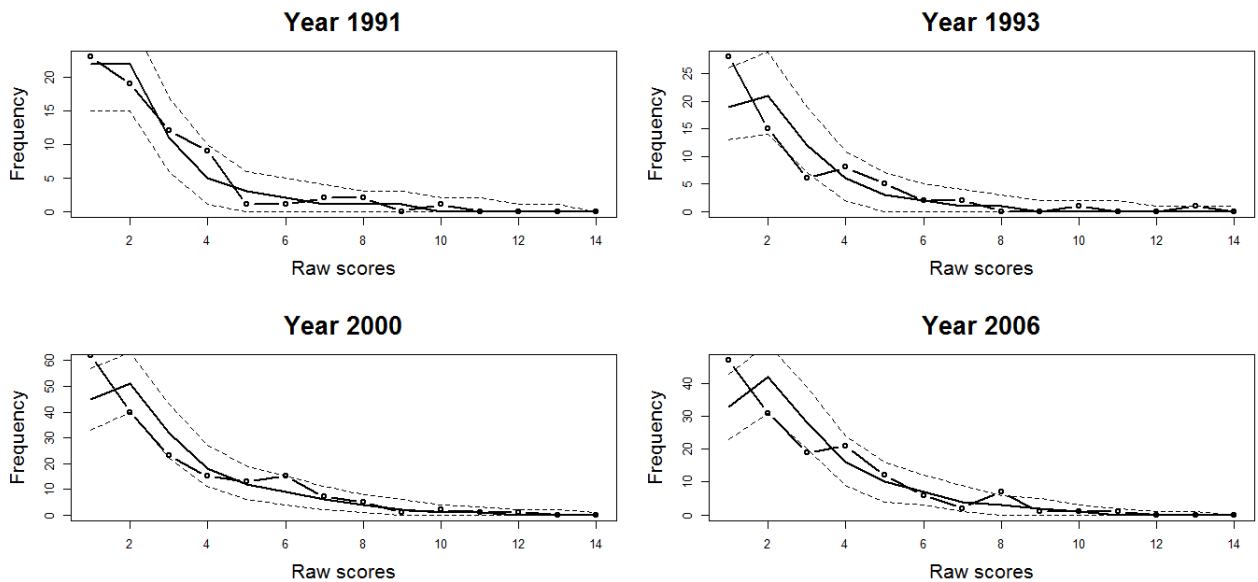 Year 1991
Frequency
0 5 10 15 20
2 4 6 8 10 12 14
Raw scores
Year 1993
Frequency
0 5 10 15 20 25
2 4 6 8 10 12 14
Raw scores
Year 2000
Frequency
0 10 20 30 40 50 60
2 4 6 8 10 12 14
Raw scores
Year 2006
Frequency
0 10 20 30 40
2 4 6 8 10 12 14
Raw scores